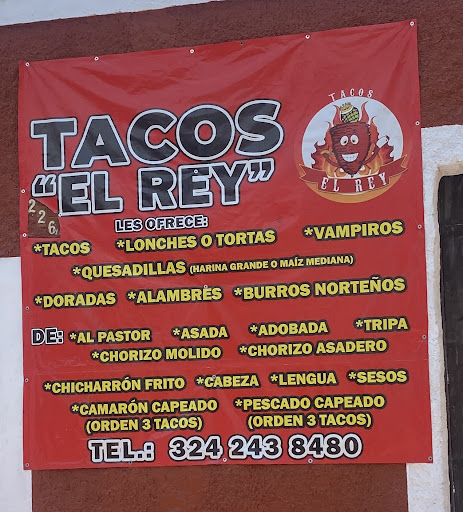 TACOS
"EL REY"
TACOS
EL REY
226
LES OFRECE:
*TACOS *LONCHES O TORTAS *VAMPIROS
*QUESADILLAS (HARINA GRANDE O MAÍZ MEDIANA)
*DORADAS *ALAMBRES *BURROS NORTEÑOS
DE: *AL PASTOR *ASADA *ADOBADA *TRIPA
*CHORIZO MOLIDO *CHORIZO ASADERO
*CHICHARRÓN FRITO *CABEZA *LENGUA *SESOS
*CAMARÓN CAPEADO *PESCADO CAPEADO
(ORDEN 3 TACOS) (ORDEN 3 TACOS)
TEL.: 324 243 8480